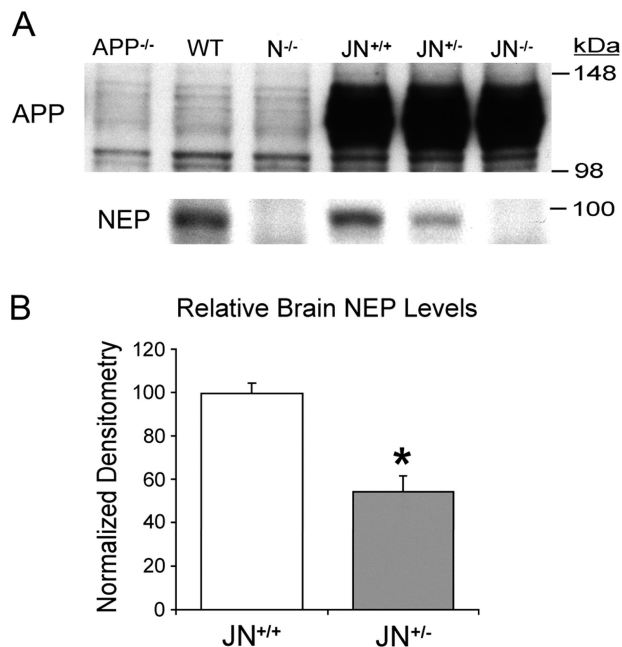 A
APP-/- WT N-/- JN+/+ JN+/- JN-/- kDa
APP
148
98
NEP
100
B
Relative Brain NEP Levels
Normalized Densitometry
120
100
80
60
40
20
0
*
JN+/+ JN+/-